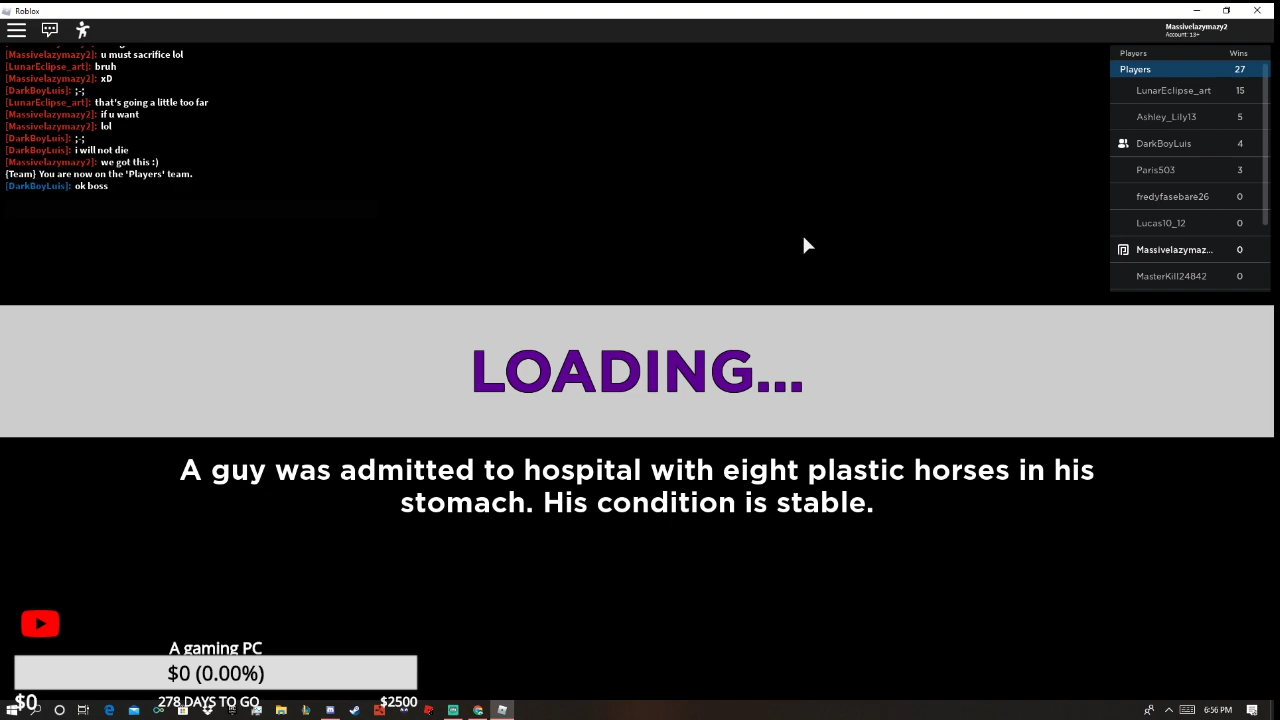 Roblox
Massivelazymazy2
Account: 13+
[Massivelazymazy2]: u must sacrifice lol
[LunarEclipse_art]: bruh
[Massivelazymazy2]: xD
[DarkBoyLuis]: ;-;
[LunarEclipse_art]: that's going a little too far
[Massivelazymazy2]: if u want
[Massivelazymazy2]: lol
[DarkBoyLuis]: ;-;
[DarkBoyLuis]: i will not die
[Massivelazymazy2]: we got this :)
{Team} You are now on the 'Players' team.
[DarkBoyLuis]: ok boss
Players Wins
Players 27
LunarEclipse_art 15
Ashley_Lily13 5
DarkBoyLuis 4
Paris503 3
fredyfasebare26 0
Lucas10_12 0
Massivelazymaz... 0
MasterKill24842 0
LOADING...
A guy was admitted to hospital with eight plastic horses in his
stomach. His condition is stable.
A gaming PC
$0 (0.00%)
$0 278 DAYS TO GO $2500
6:56 PM